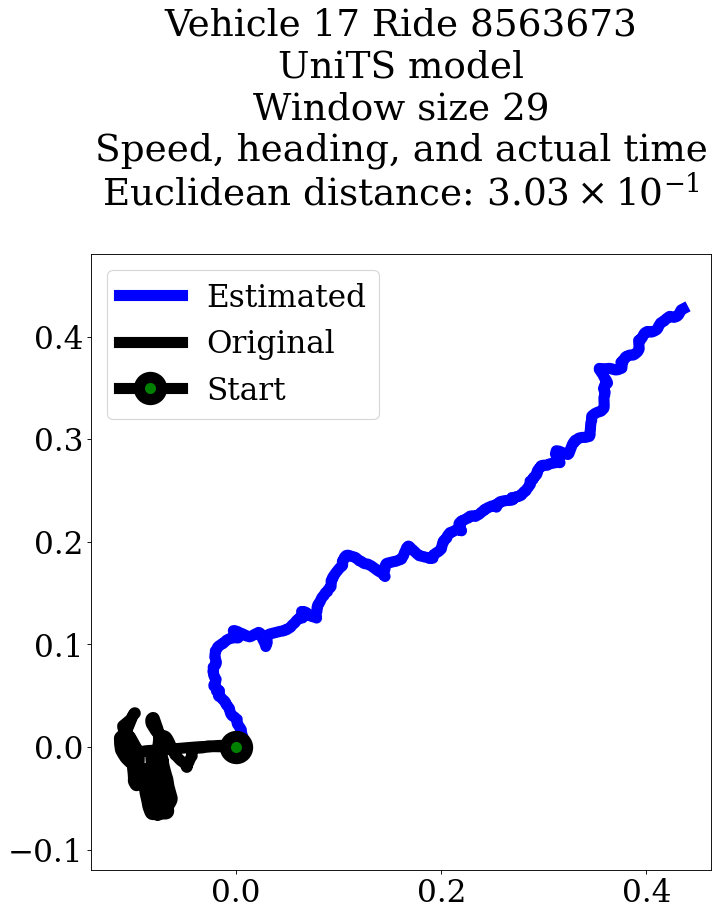 Vehicle 17 Ride 8563673
UniTS model
Window size 29
Speed, heading, and actual time
Euclidean distance: 3.03 × 10⁻¹
Estimated
Original
Start
0.4
0.3
0.2
0.1
0.0
−0.1
0.0 0.2 0.4